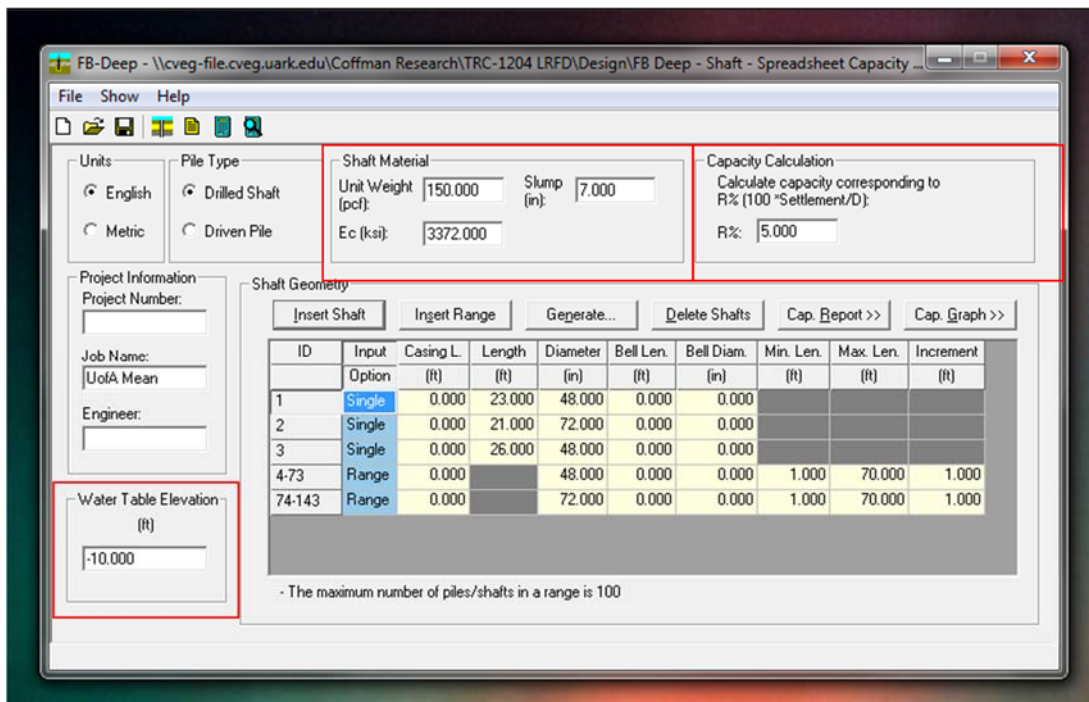 FB-Deep - \\cveg-file.cveg.uark.edu\Coffman Research\TRC-1204 LRFD\Design\FB Deep - Shaft - Spreadsheet Capacity ...
File Show Help
Units
English
Metric
Pile Type
Drilled Shaft
Driven Pile
Shaft Material
Unit Weight (pcf): 150.000 Slump (in): 7.000
Ec (ksi): 3372.000
Capacity Calculation
Calculate capacity corresponding to
R% (100 *Settlement/D):
R%: 5.000
Project Information
Project Number:
Job Name:
UofA Mean
Engineer:
Water Table Elevation
(ft)
-10.000
Shaft Geometry
Insert Shaft Insert Range Generate... Delete Shafts Cap. Report >> Cap. Graph >>
ID Input Casing L. Length Diameter Bell Len. Bell Diam. Min. Len. Max. Len. Increment
Option (ft) (ft) (in) (ft) (in) (ft) (ft) (ft)
1 Single 0.000 23.000 48.000 0.000 0.000
2 Single 0.000 21.000 72.000 0.000 0.000
3 Single 0.000 26.000 48.000 0.000 0.000
4-73 Range 0.000 48.000 0.000 0.000 1.000 70.000 1.000
74-143 Range 0.000 72.000 0.000 0.000 1.000 70.000 1.000
- The maximum number of piles/shafts in a range is 100